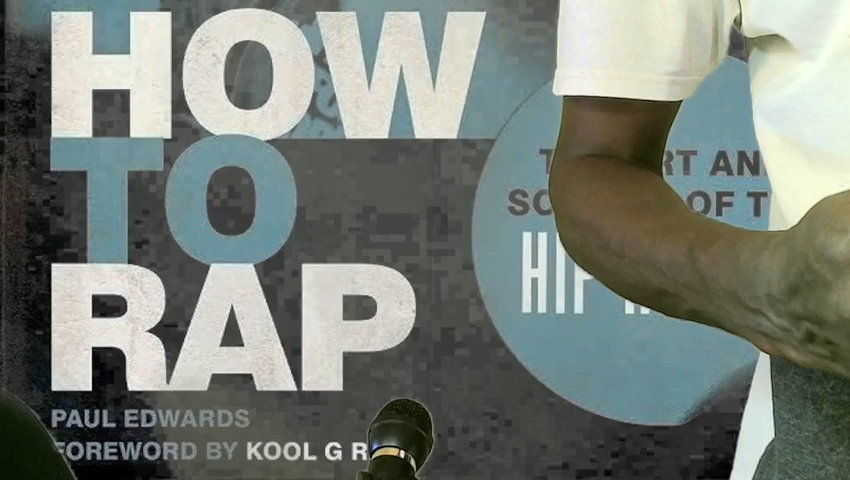 HOW
TO
RAP
PAUL EDWARDS
FOREWORD BY KOOL G
OF
HIP